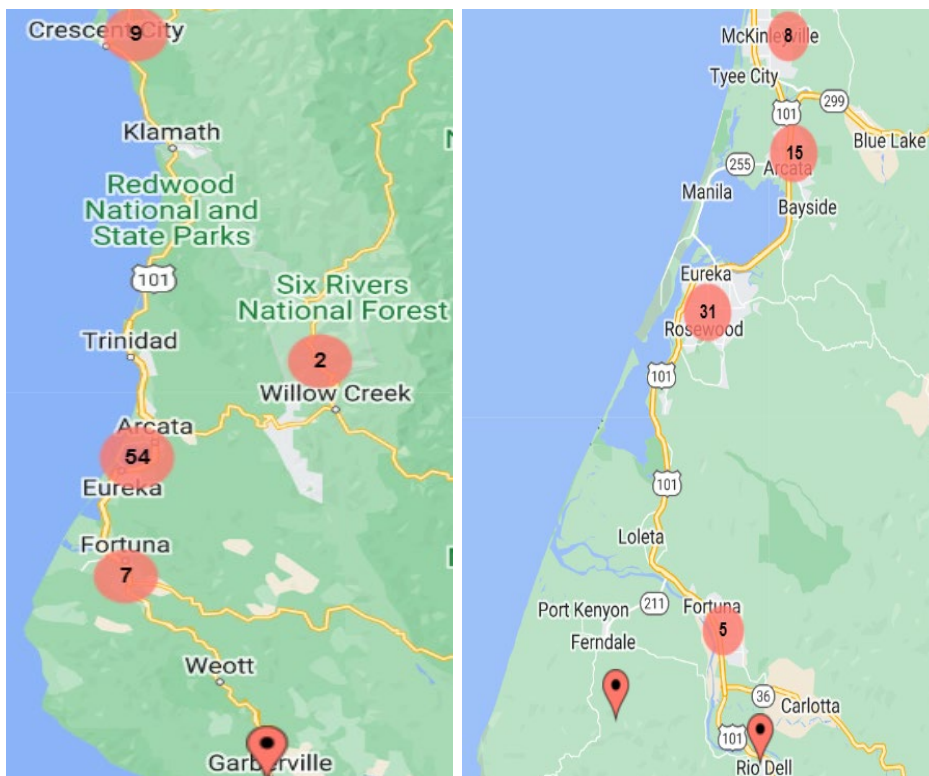 9
Crescent City
Klamath
Redwood
National and
State Parks
101
Six Rivers
National Forest
Trinidad
2
Willow Creek
Arcata
54
Eureka
Fortuna
7
Weott
Garberville
8
McKinleyville
Tyee City
101
299
Blue Lake
15
255
Arcata
Manila
Bayside
Eureka
31
Rosewood
101
101
Loleta
Port Kenyon
211
Fortuna
5
Ferndale
36
Carlotta
101
Rio Dell